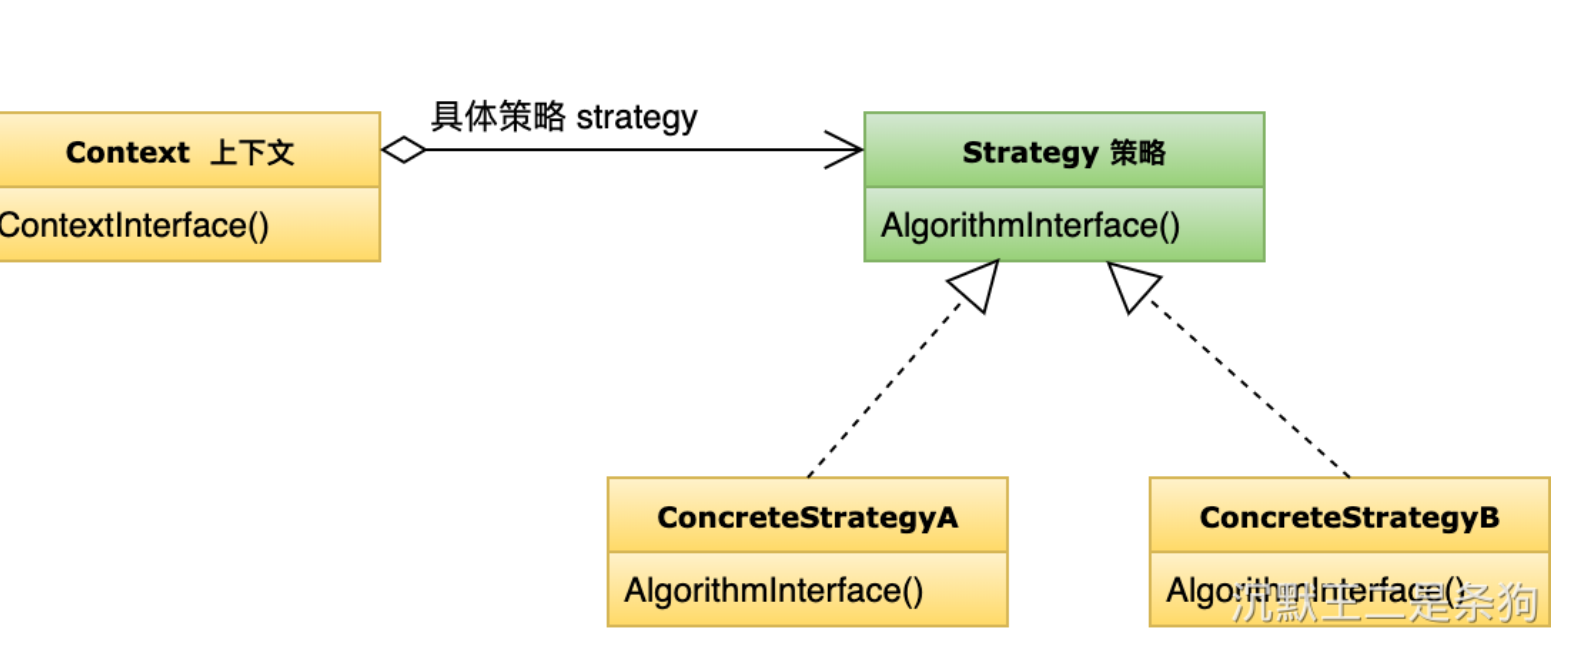 具体策略 strategy
Context 上下文
Strategy 策略
ContextInterface()
AlgorithmInterface()
ConcreteStrategyA
ConcreteStrategyB
AlgorithmInterface()
AlgorithmInterface()
沉默王二是条狗